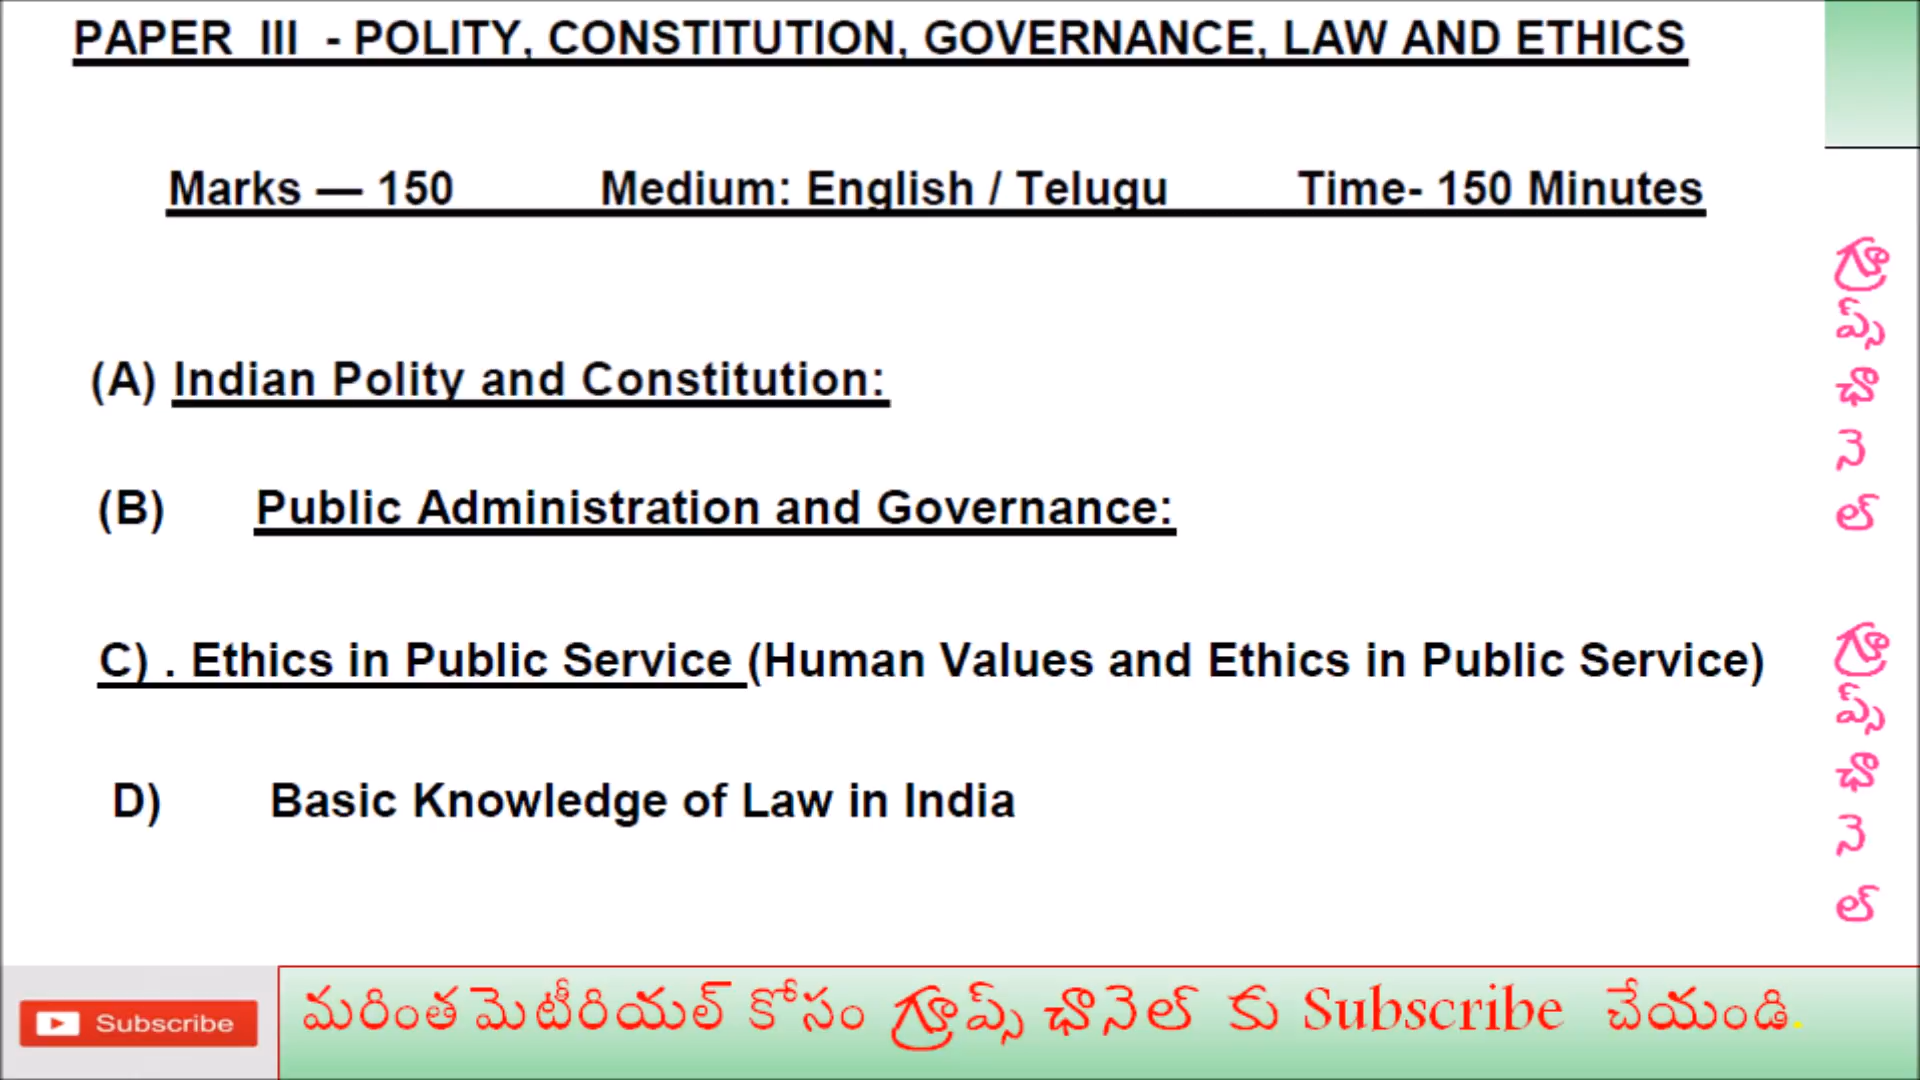 PAPER III - POLITY, CONSTITUTION, GOVERNANCE, LAW AND ETHICS
Marks — 150 Medium: English / Telugu Time- 150 Minutes
(A) Indian Polity and Constitution:
(B) Public Administration and Governance:
C) . Ethics in Public Service (Human Values and Ethics in Public Service)
D) Basic Knowledge of Law in India
గ్రూప్స్ ఛానెల్
గ్రూప్స్ ఛానెల్
Subscribe
మరింత మెటీరియల్ కోసం గ్రూప్స్ ఛానెల్ కు Subscribe చేయండి.